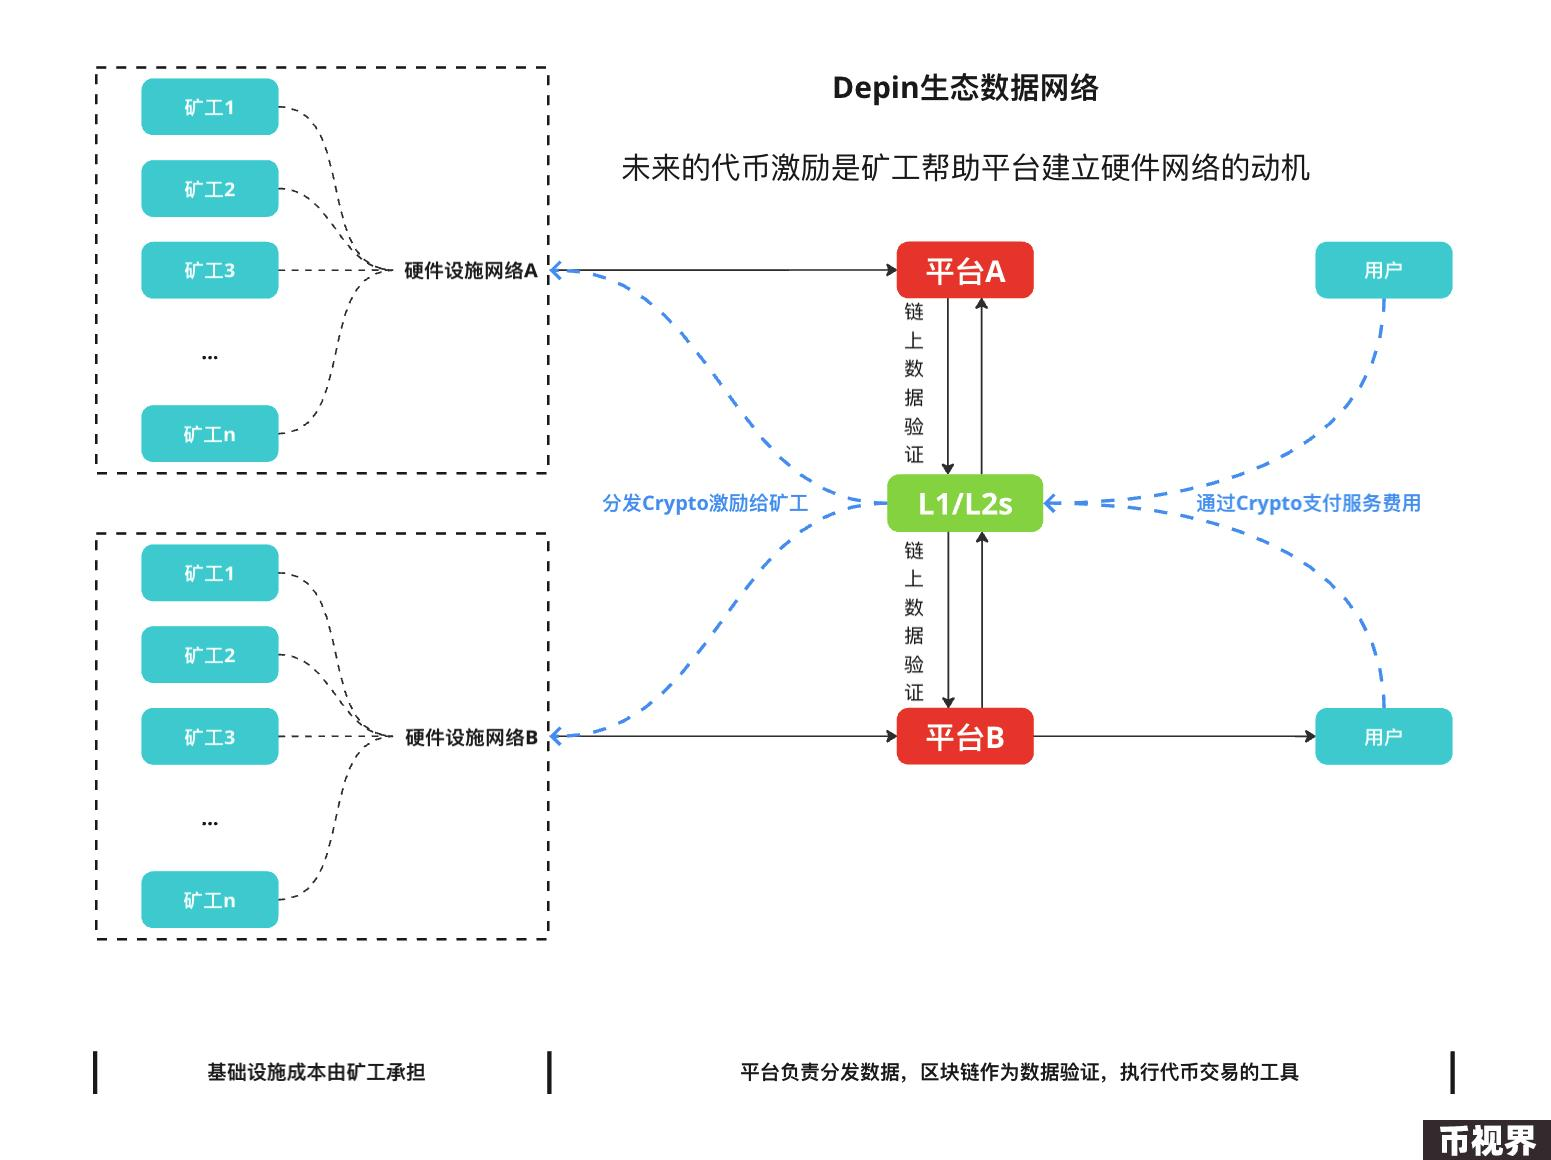 Depin生态数据网络
未来的代币激励是矿工帮助平台建立硬件网络的动机
矿工1
矿工2
矿工3
...
矿工n
硬件设施网络A
平台A
用户
链
上
数
据
验
证
分发Crypto激励给矿工
L1/L2s
通过Crypto支付服务费用
链
上
数
据
验
证
矿工1
矿工2
矿工3
...
矿工n
硬件设施网络B
平台B
用户
基础设施成本由矿工承担
平台负责分发数据，区块链作为数据验证，执行代币交易的工具
币视界